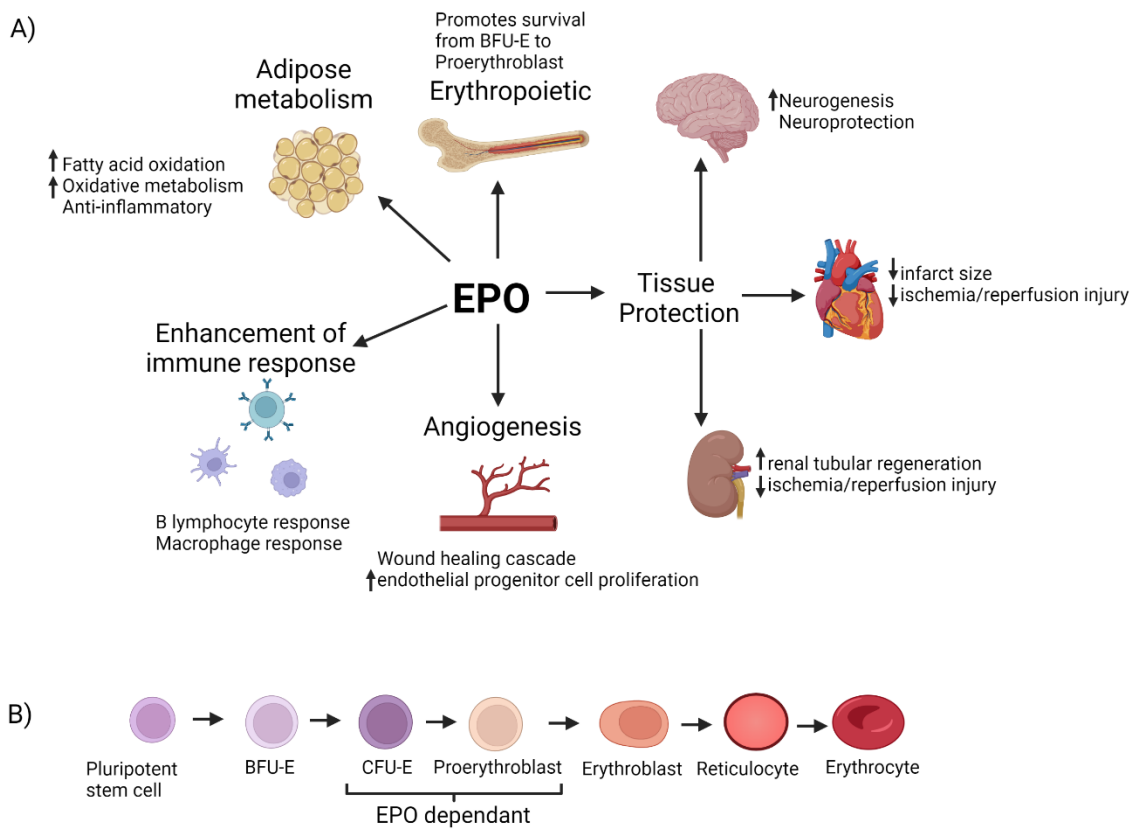 A)
Promotes survival
from BFU-E to
Proerythroblast
Erythropoietic
Adipose
metabolism
Fatty acid oxidation
Oxidative metabolism
Anti-inflammatory
Neurogenesis
Neuroprotection
EPO
Tissue
Protection
infarct size
ischemia/reperfusion injury
Enhancement of
immune response
B lymphocyte response
Macrophage response
Angiogenesis
Wound healing cascade
endothelial progenitor cell proliferation
renal tubular regeneration
ischemia/reperfusion injury
B)
Pluripotent
stem cell
BFU-E
CFU-E
Proerythroblast
Erythroblast
Reticulocyte
Erythrocyte
EPO dependant